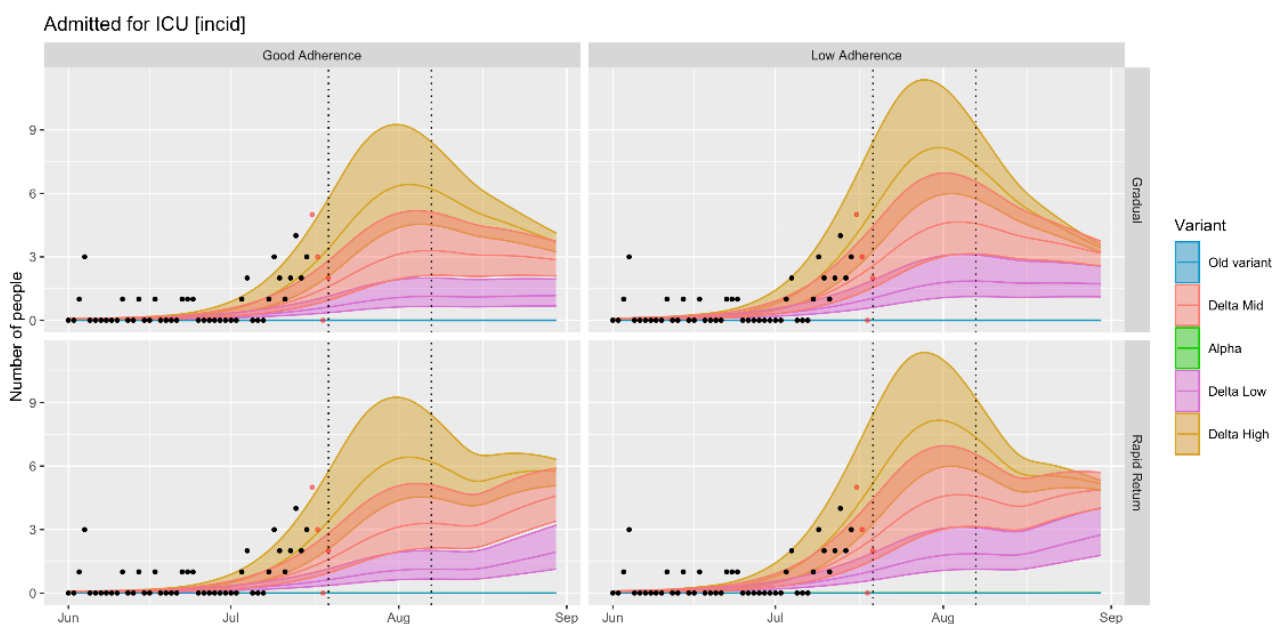 Admitted for ICU [incid]
Good Adherence
Low Adherence
Number of people
9
6
3
0
Gradual
9
6
3
0
Rapid Return
Jun
Jul
Aug
Sep
Jun
Jul
Aug
Sep
Variant
Old variant
Delta Mid
Alpha
Delta Low
Delta High